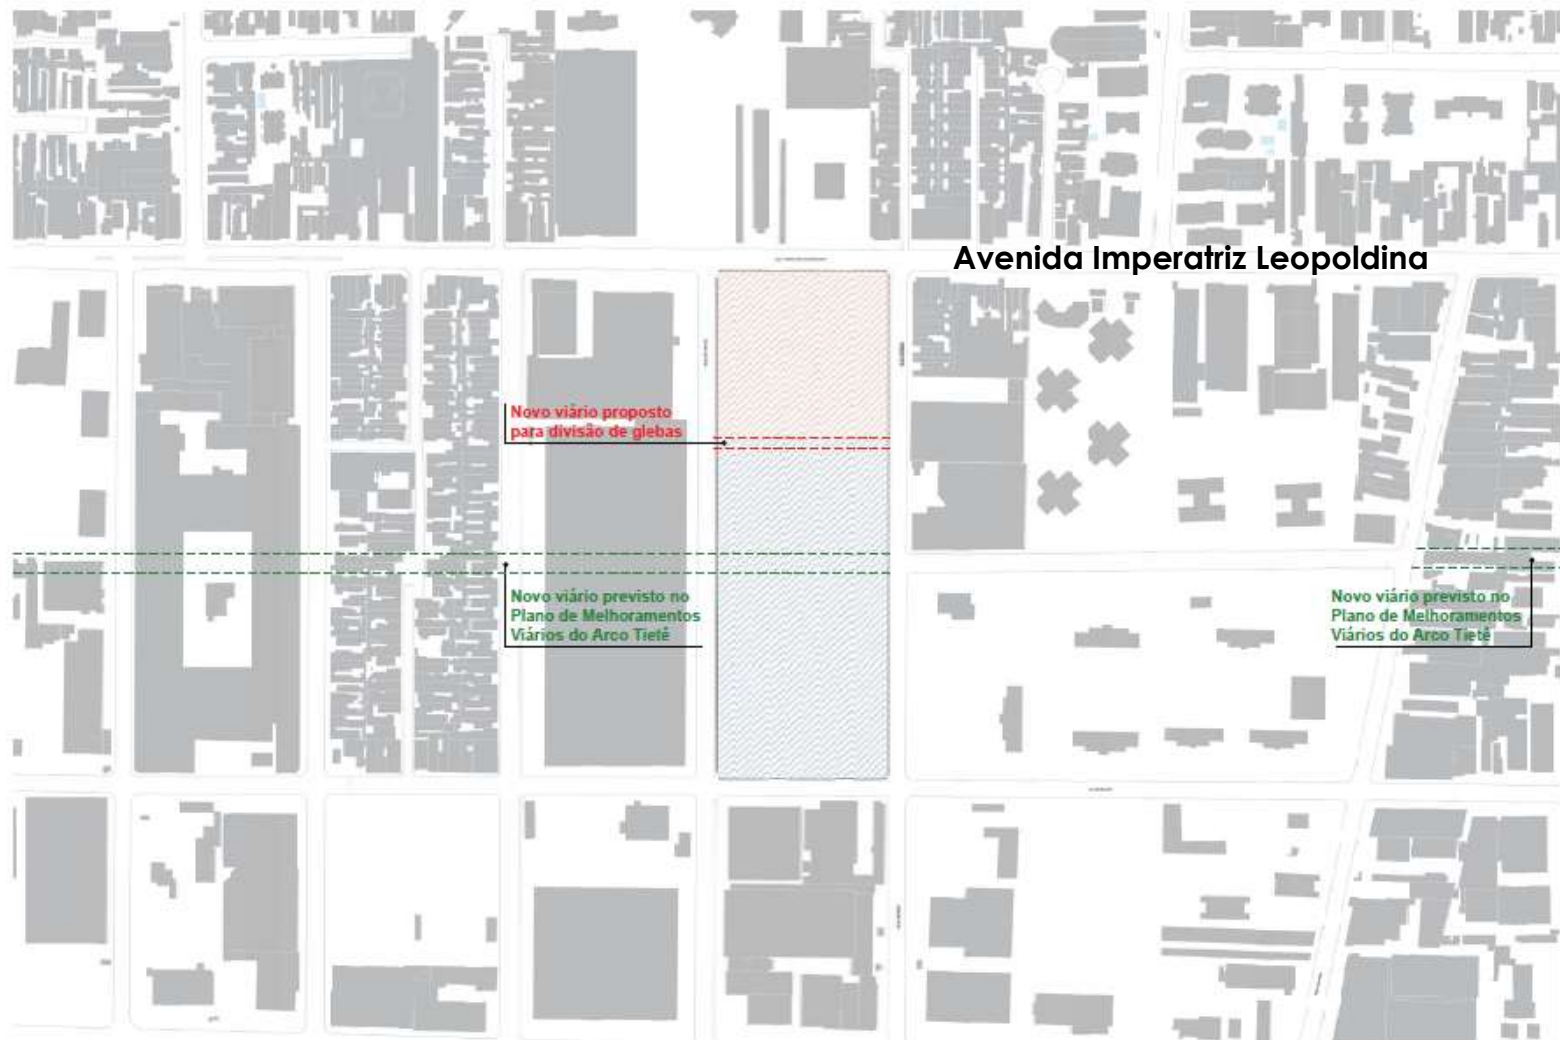 Avenida Imperatriz Leopoldina
Novo viário proposto
para divisão de glebas
Novo viário previsto no
Plano de Melhoramentos
Viários do Arco Tietê
Novo viário previsto no
Plano de Melhoramentos
Viários do Arco Tietê